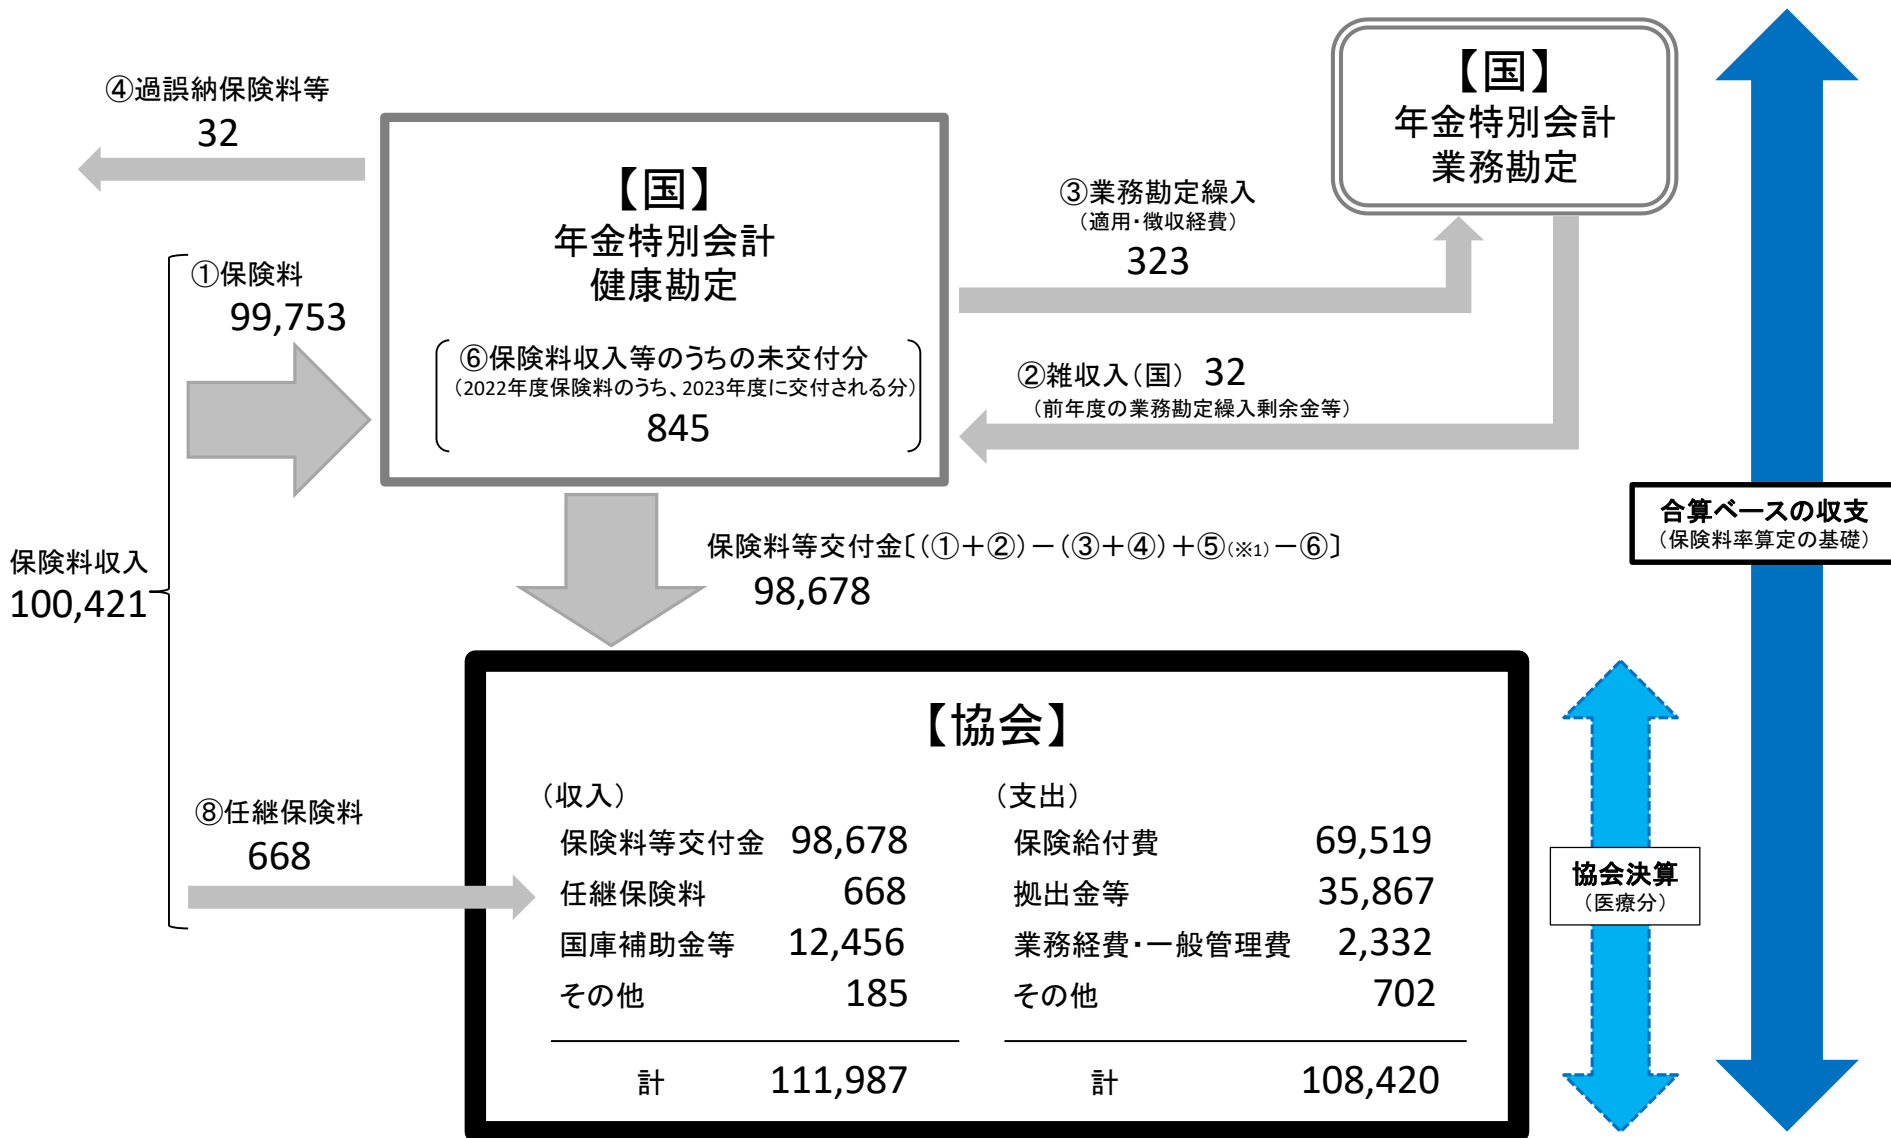 ④過誤納保険料等
32
【国】
年金特別会計
業務勘定
【国】
年金特別会計
健康勘定
③業務勘定繰入
（適用・徴収経費）
323
①保険料
99,753
⑥保険料収入等のうちの未交付分
（2022年度保険料のうち、2023年度に交付される分）
845
②雑収入（国） 32
（前年度の業務勘定繰入剰余金等）
合算ベースの収支
（保険料率算定の基礎）
保険料収入
100,421
保険料等交付金〔（①＋②）－（③＋④）＋⑤(※1)－⑥〕
98,678
【協会】
⑧任継保険料
668
（収入）
保険料等交付金 98,678
任継保険料 668
国庫補助金等 12,456
その他 185
計 111,987
（支出）
保険給付費 69,519
拠出金等 35,867
業務経費・一般管理費 2,332
その他 702
計 108,420
協会決算
（医療分）